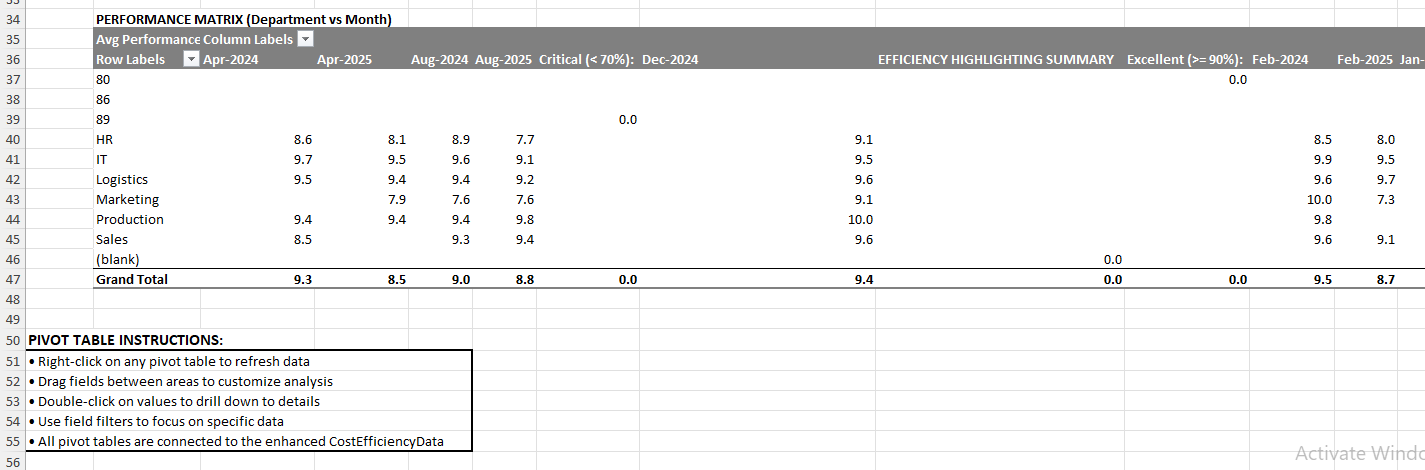 33
34 PERFORMANCE MATRIX (Department vs Month)
35 Avg Performance Column Labels
36 Row Labels Apr-2024 Apr-2025 Aug-2024 Aug-2025 Critical (< 70%): Dec-2024 EFFICIENCY HIGHLIGHTING SUMMARY Excellent (>= 90%): Feb-2024 Feb-2025 Jan-
37 80 0.0
38 86
39 89 0.0
40 HR 8.6 8.1 8.9 7.7 9.1 8.5 8.0
41 IT 9.7 9.5 9.6 9.1 9.5 9.9 9.5
42 Logistics 9.5 9.4 9.4 9.2 9.6 9.6 9.7
43 Marketing 7.9 7.6 7.6 9.1 10.0 7.3
44 Production 9.4 9.4 9.4 9.8 10.0 9.8
45 Sales 8.5 9.3 9.4 9.6 9.6 9.1
46 (blank) 0.0
47 Grand Total 9.3 8.5 9.0 8.8 0.0 9.4 0.0 0.0 9.5 8.7
48
49
50 PIVOT TABLE INSTRUCTIONS:
51 • Right-click on any pivot table to refresh data
52 • Drag fields between areas to customize analysis
53 • Double-click on values to drill down to details
54 • Use field filters to focus on specific data
55 • All pivot tables are connected to the enhanced CostEfficiencyData
Activate Windo
56